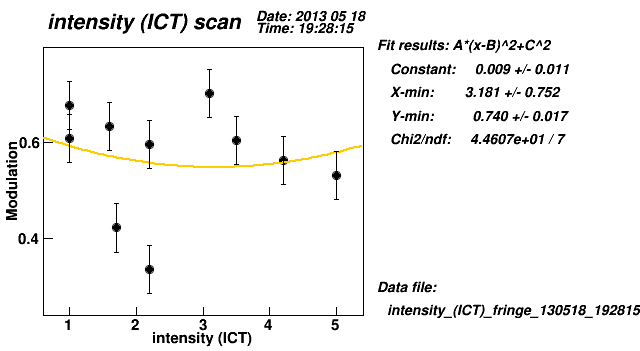 intensity (ICT) scan
Date: 2013 05 18
Time: 19:28:15
Fit results: A*(x-B)^2+C^2
Constant: 0.009 +/- 0.011
X-min: 3.181 +/- 0.752
Y-min: 0.740 +/- 0.017
Chi2/ndf: 4.4607e+01 / 7
0.6
0.4
Modulation
1 2 3 4 5
intensity (ICT)
Data file:
intensity_(ICT)_fringe_130518_192815